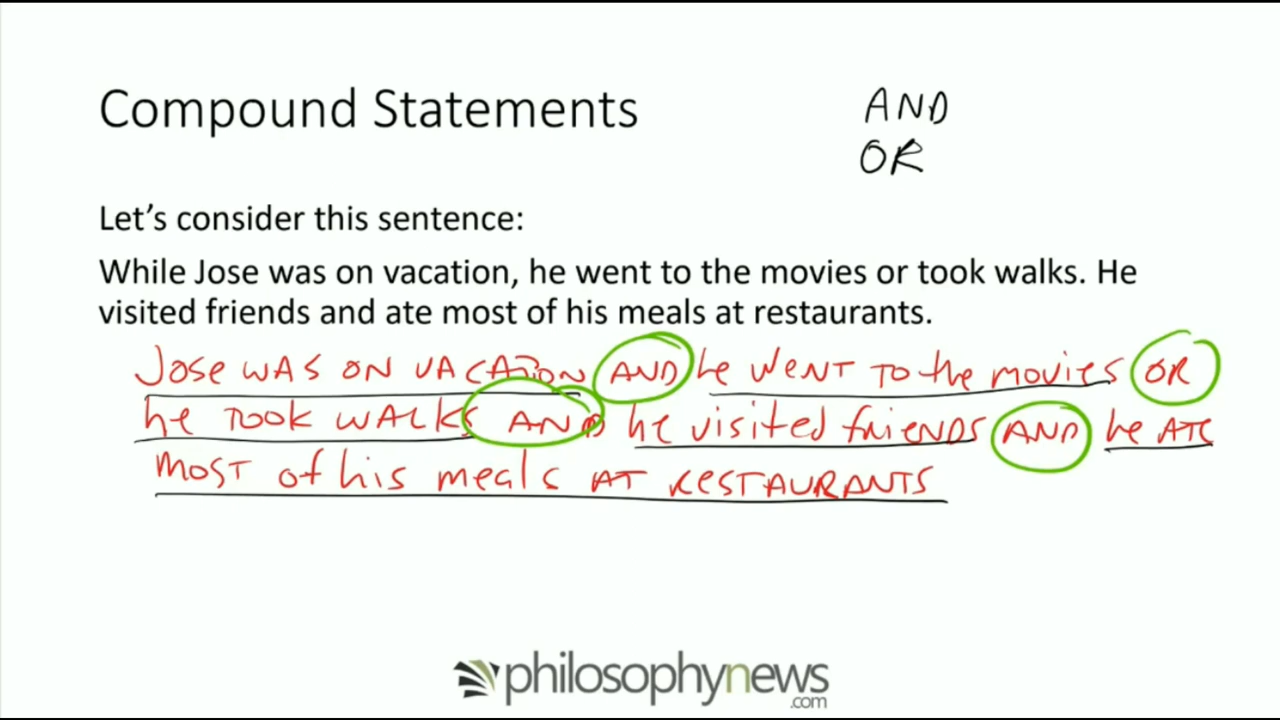 Compound Statements
AND
OR
Let's consider this sentence:
While Jose was on vacation, he went to the movies or took walks. He
visited friends and ate most of his meals at restaurants.
Jose WAS ON VACATION AND he WENT TO the movies OR
he TOOK WALKS AND he visited friends AND he ATE
MOST of his meals AT RESTAURANTS
philosophynews
.com